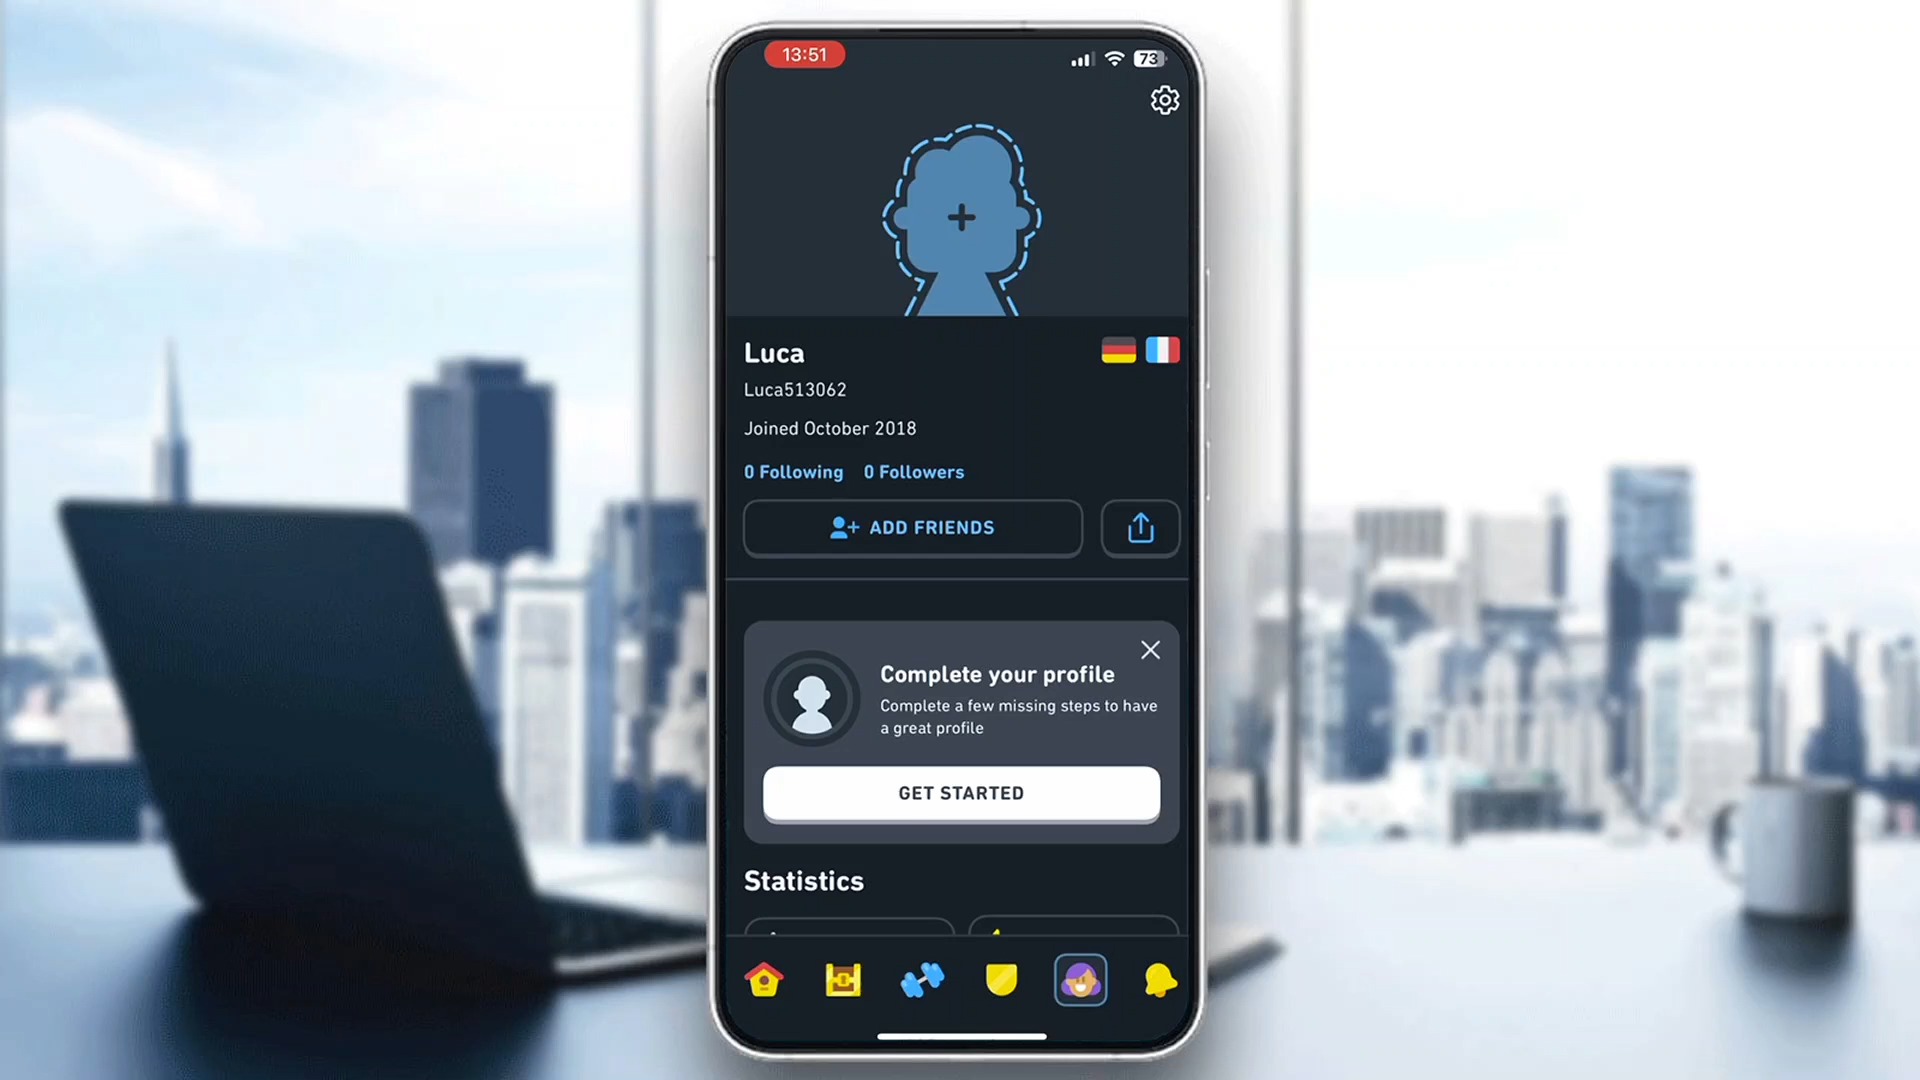 13:51
73
Luca
Luca513062
Joined October 2018
0 Following 0 Followers
ADD FRIENDS
Complete your profile
Complete a few missing steps to have
a great profile
GET STARTED
Statistics